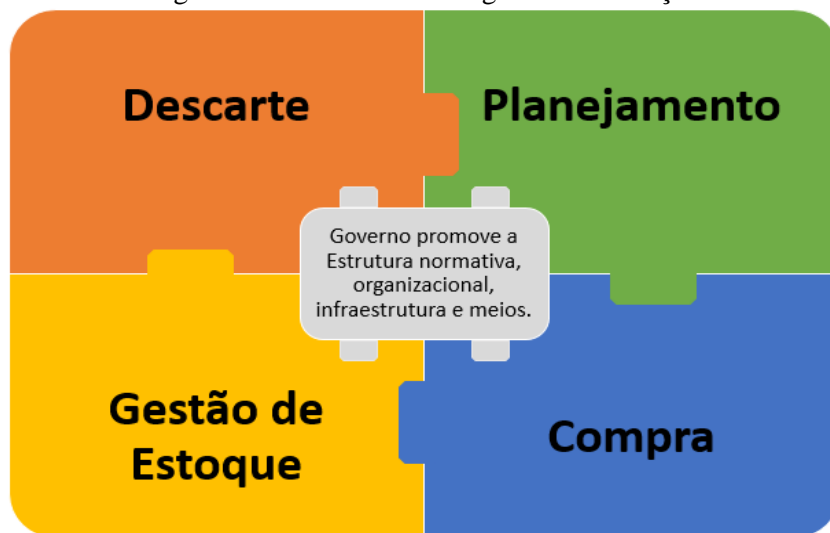 Descarte
Planejamento
Governo promove a
Estrutura normativa,
organizacional,
infraestrutura e meios.
Gestão de
Estoque
Compra